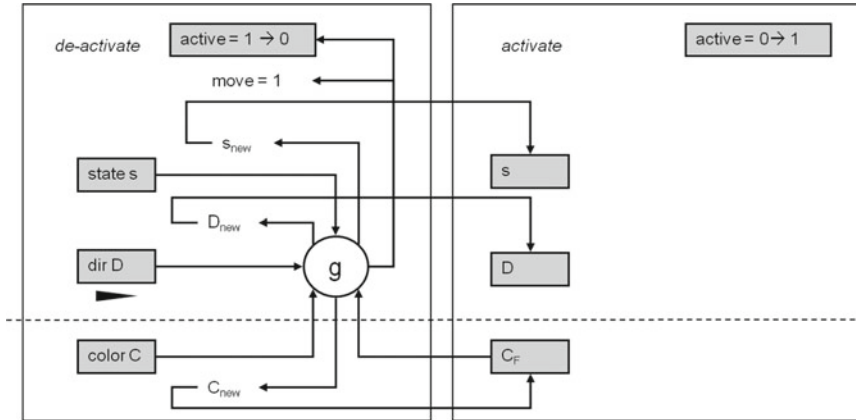 de-activate
active = 1 → 0
activate
active = 0→ 1
move = 1
s_new
state s
s
D_new
dir D
g
D
color C
C_F
C_new